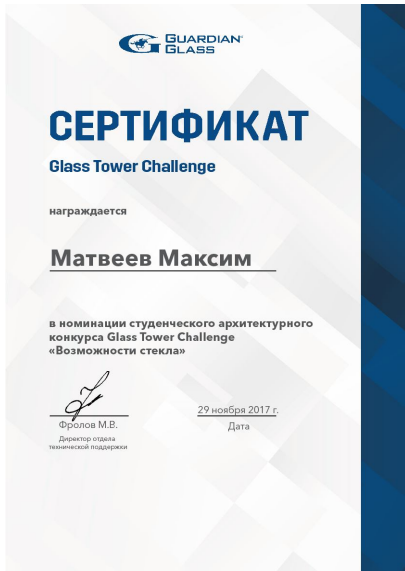 GUARDIAN®
GLASS
СЕРТИФИКАТ
Glass Tower Challenge
награждается
Матвеев Максим
в номинации студенческого архитектурного
конкурса Glass Tower Challenge
«Возможности стекла»
29 ноября 2017 г.
Фролов М.В.
Дата
Директор отдела
технической поддержки